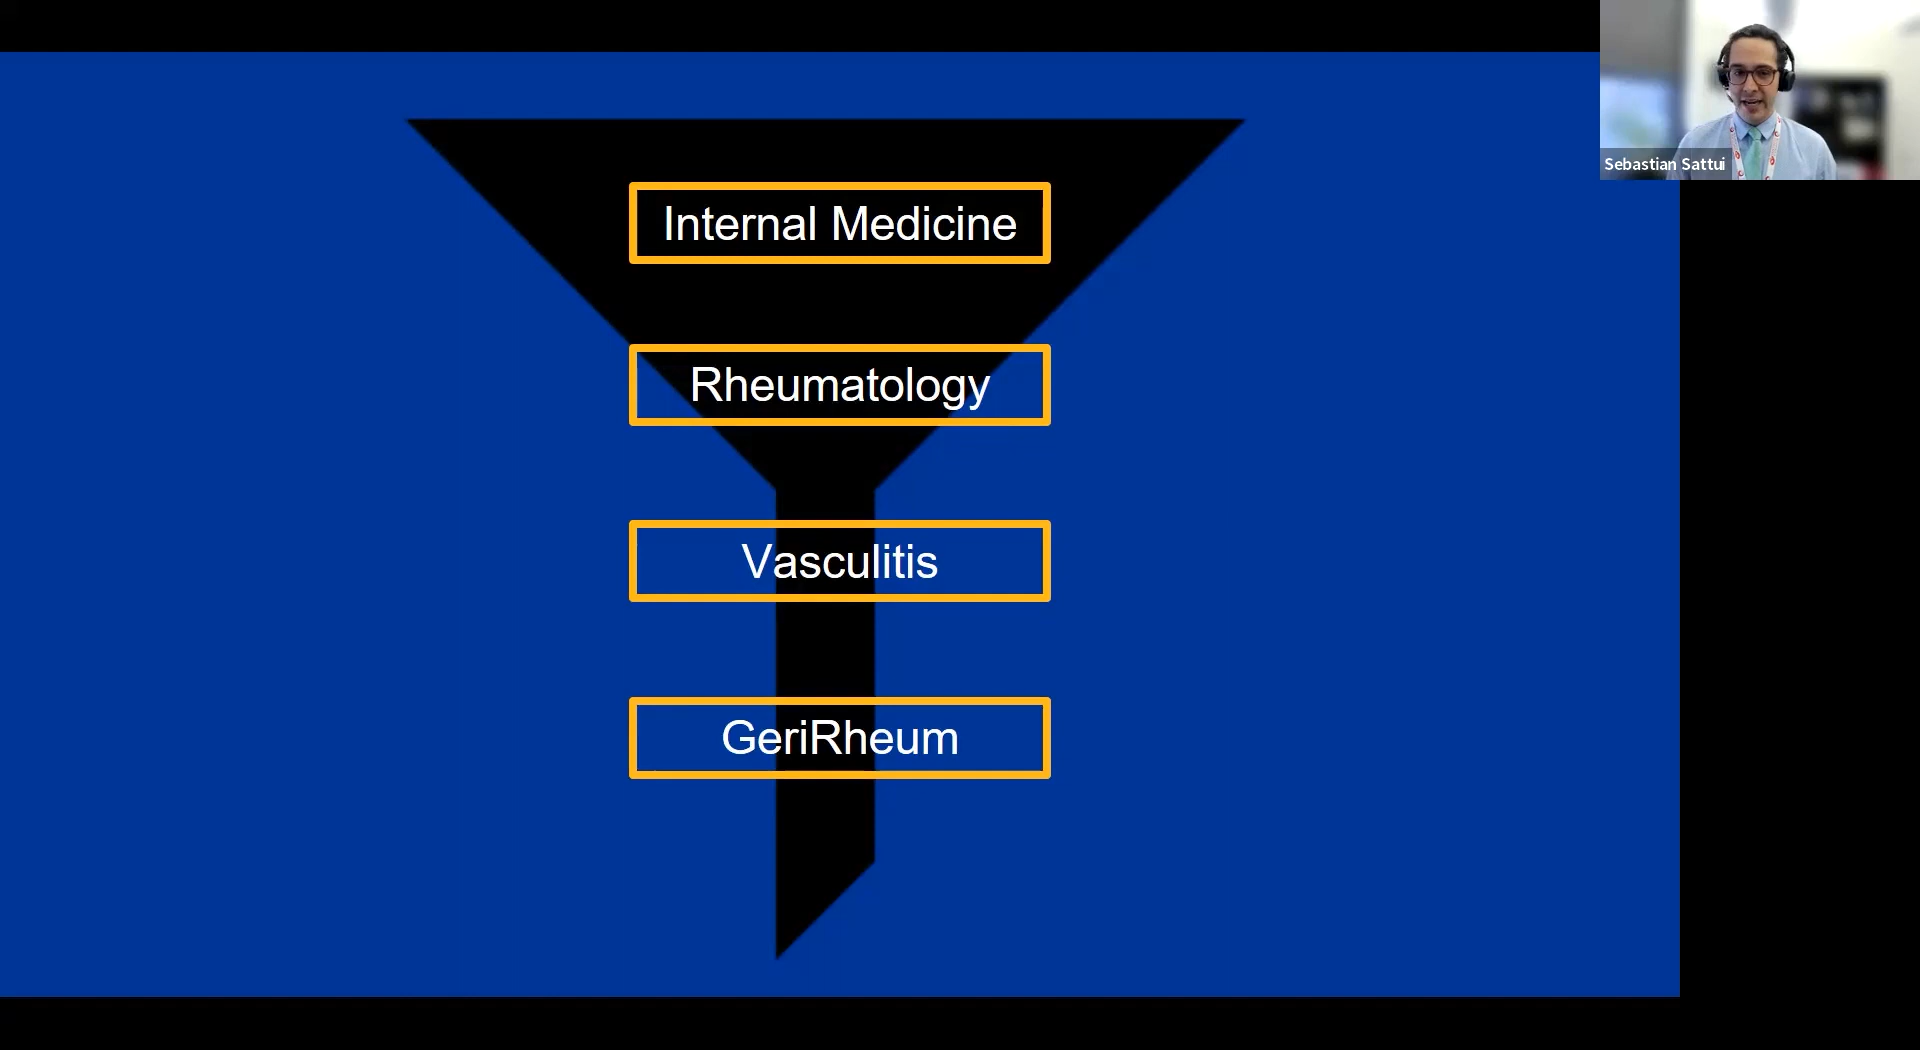 Internal Medicine
Rheumatology
Vasculitis
GeriRheum
Sebastian Sattui